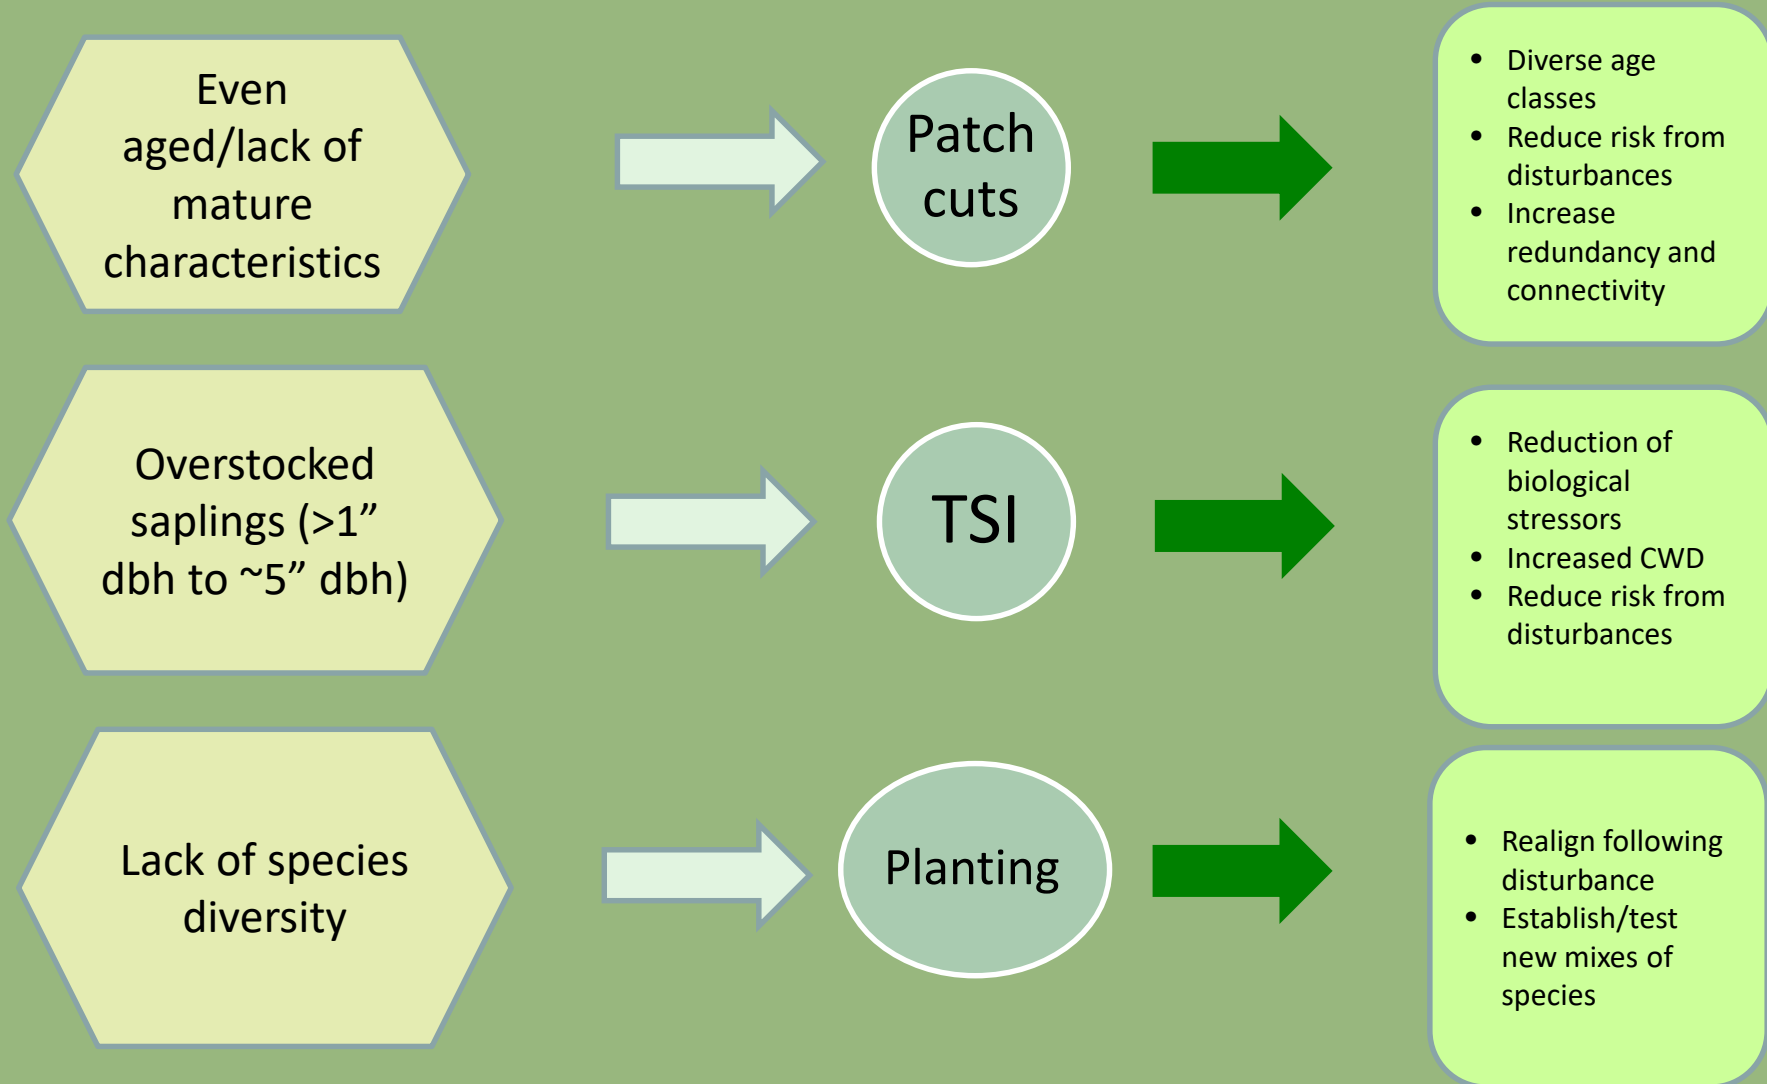 Even
aged/lack of
mature
characteristics
Patch
cuts
• Diverse age
classes
• Reduce risk from
disturbances
• Increase
redundancy and
connectivity
Overstocked
saplings (>1”
dbh to ~5” dbh)
TSI
• Reduction of
biological
stressors
• Increased CWD
• Reduce risk from
disturbances
Lack of species
diversity
Planting
• Realign following
disturbance
• Establish/test
new mixes of
species